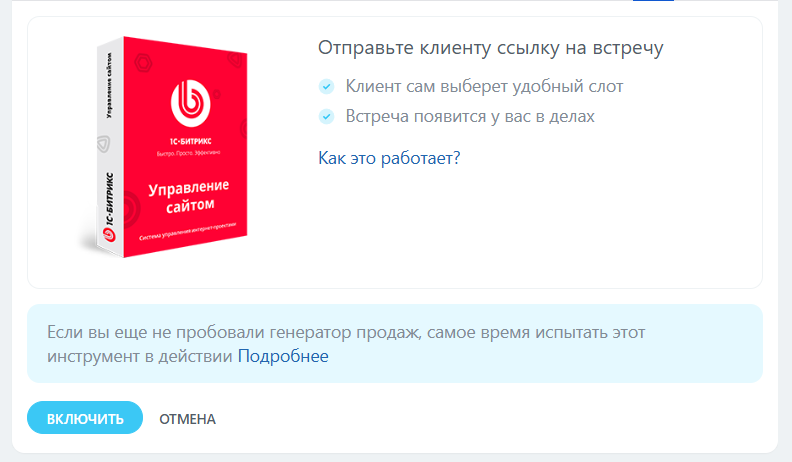 Управление сайтом
1С-БИТРИКС
1С-БИТРИКС
Быстро. Просто. Эффективно
Управление
сайтом
Система управления интернет-проектами
Отправьте клиенту ссылку на встречу
Клиент сам выберет удобный слот
Встреча появится у вас в делах
Как это работает?
Если вы еще не пробовали генератор продаж, самое время испытать этот
инструмент в действии Подробнее
ВКЛЮЧИТЬ ОТМЕНА